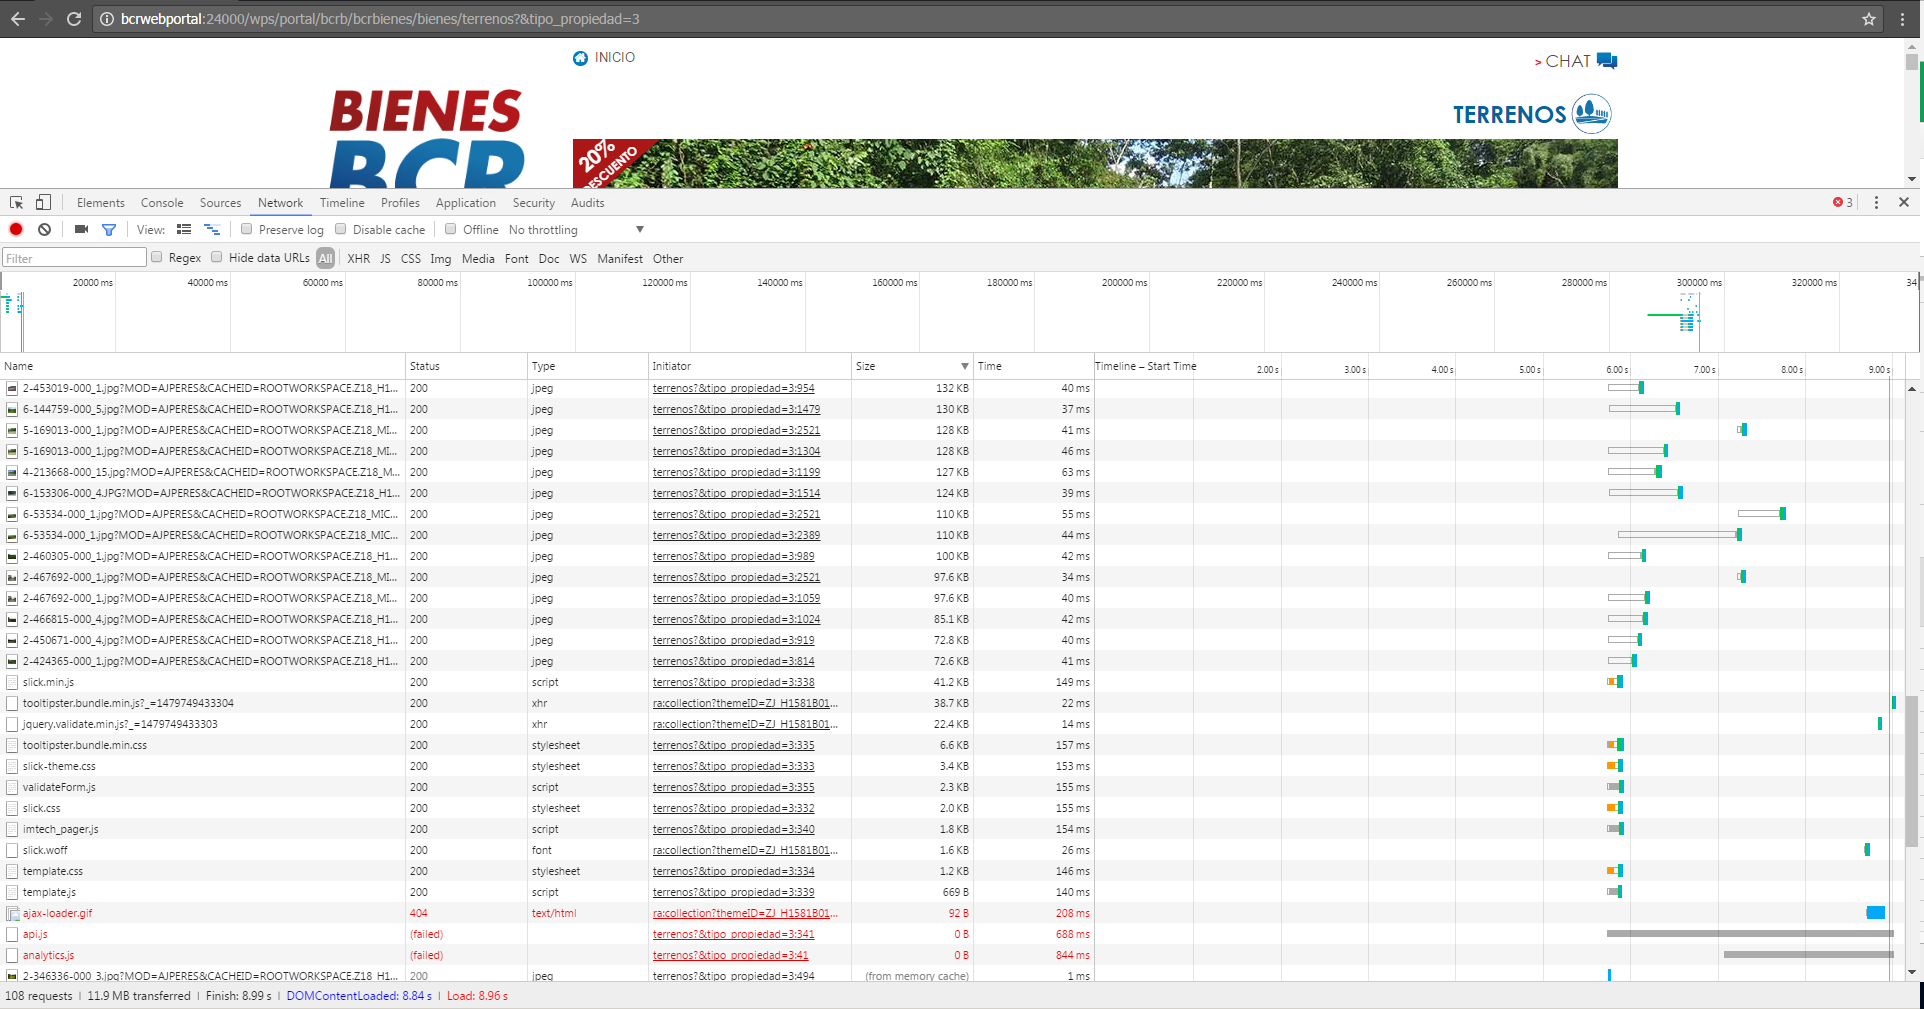 bcrwebportal:24000/wps/portal/bcrb/bcrbienes/bienes/terrenos?&tipo_propiedad=3
INICIO
> CHAT
BIENES
BCR
TERRENOS
20%
DESCUENTO
Elements Console Sources Network Timeline Profiles Application Security Audits 3
View: Preserve log Disable cache Offline No throttling
Filter Regex Hide data URLs All XHR JS CSS Img Media Font Doc WS Manifest Other
20000 ms 40000 ms 60000 ms 80000 ms 100000 ms 120000 ms 140000 ms 160000 ms 180000 ms 200000 ms 220000 ms 240000 ms 260000 ms 280000 ms 300000 ms 320000 ms 34
Name Status Type Initiator Size Time Timeline – Start Time 2.00 s 3.00 s 4.00 s 5.00 s 6.00 s 7.00 s 8.00 s 9.00 s
2-453019-000_1.jpg?MOD=AJPERES&CACHEID=ROOTWORKSPACE.Z18_H1... 200 jpeg terrenos?&tipo_propiedad=3:954 132 KB 40 ms
6-144759-000_5.jpg?MOD=AJPERES&CACHEID=ROOTWORKSPACE.Z18_H1... 200 jpeg terrenos?&tipo_propiedad=3:1479 130 KB 37 ms
5-169013-000_1.jpg?MOD=AJPERES&CACHEID=ROOTWORKSPACE.Z18_MI... 200 jpeg terrenos?&tipo_propiedad=3:2521 128 KB 41 ms
5-169013-000_1.jpg?MOD=AJPERES&CACHEID=ROOTWORKSPACE.Z18_MI... 200 jpeg terrenos?&tipo_propiedad=3:1304 128 KB 46 ms
4-213668-000_15.jpg?MOD=AJPERES&CACHEID=ROOTWORKSPACE.Z18_M... 200 jpeg terrenos?&tipo_propiedad=3:1199 127 KB 63 ms
6-153306-000_4.JPG?MOD=AJPERES&CACHEID=ROOTWORKSPACE.Z18_H1... 200 jpeg terrenos?&tipo_propiedad=3:1514 124 KB 39 ms
6-53534-000_1.jpg?MOD=AJPERES&CACHEID=ROOTWORKSPACE.Z18_MIC... 200 jpeg terrenos?&tipo_propiedad=3:2521 110 KB 55 ms
6-53534-000_1.jpg?MOD=AJPERES&CACHEID=ROOTWORKSPACE.Z18_MIC... 200 jpeg terrenos?&tipo_propiedad=3:2389 110 KB 44 ms
2-460305-000_1.jpg?MOD=AJPERES&CACHEID=ROOTWORKSPACE.Z18_H1... 200 jpeg terrenos?&tipo_propiedad=3:989 100 KB 42 ms
2-467692-000_1.jpg?MOD=AJPERES&CACHEID=ROOTWORKSPACE.Z18_MI... 200 jpeg terrenos?&tipo_propiedad=3:2521 97.6 KB 34 ms
2-467692-000_1.jpg?MOD=AJPERES&CACHEID=ROOTWORKSPACE.Z18_MI... 200 jpeg terrenos?&tipo_propiedad=3:1059 97.6 KB 40 ms
2-466815-000_4.jpg?MOD=AJPERES&CACHEID=ROOTWORKSPACE.Z18_H1... 200 jpeg terrenos?&tipo_propiedad=3:1024 85.1 KB 42 ms
2-450671-000_4.jpg?MOD=AJPERES&CACHEID=ROOTWORKSPACE.Z18_H1... 200 jpeg terrenos?&tipo_propiedad=3:919 72.8 KB 40 ms
2-424365-000_1.jpg?MOD=AJPERES&CACHEID=ROOTWORKSPACE.Z18_H1... 200 jpeg terrenos?&tipo_propiedad=3:814 72.6 KB 41 ms
slick.min.js 200 script terrenos?&tipo_propiedad=3:338 41.2 KB 149 ms
tooltipster.bundle.min.js?_=1479749433304 200 xhr ra:collection?themeID=ZJ_H1581B01... 38.7 KB 22 ms
jquery.validate.min.js?_=1479749433303 200 xhr ra:collection?themeID=ZJ_H1581B01... 22.4 KB 14 ms
tooltipster.bundle.min.css 200 stylesheet terrenos?&tipo_propiedad=3:335 6.6 KB 157 ms
slick-theme.css 200 stylesheet terrenos?&tipo_propiedad=3:333 3.4 KB 153 ms
validateForm.js 200 script terrenos?&tipo_propiedad=3:355 2.3 KB 155 ms
slick.css 200 stylesheet terrenos?&tipo_propiedad=3:332 2.0 KB 155 ms
imtech_pager.js 200 script terrenos?&tipo_propiedad=3:340 1.8 KB 154 ms
slick.woff 200 font ra:collection?themeID=ZJ_H1581B01... 1.6 KB 26 ms
template.css 200 stylesheet terrenos?&tipo_propiedad=3:334 1.2 KB 146 ms
template.js 200 script terrenos?&tipo_propiedad=3:339 669 B 140 ms
ajax-loader.gif 404 text/html ra:collection?themeID=ZJ_H1581B01... 92 B 208 ms
api.js (failed) terrenos?&tipo_propiedad=3:341 0 B 688 ms
analytics.js (failed) terrenos?&tipo_propiedad=3:41 0 B 844 ms
2-346336-000_3.jpg?MOD=AJPERES&CACHEID=ROOTWORKSPACE.Z18_H1... 200 jpeg terrenos?&tipo_propiedad=3:494 (from memory cache) 1 ms
108 requests | 11.9 MB transferred | Finish: 8.99 s | DOMContentLoaded: 8.84 s | Load: 8.96 s